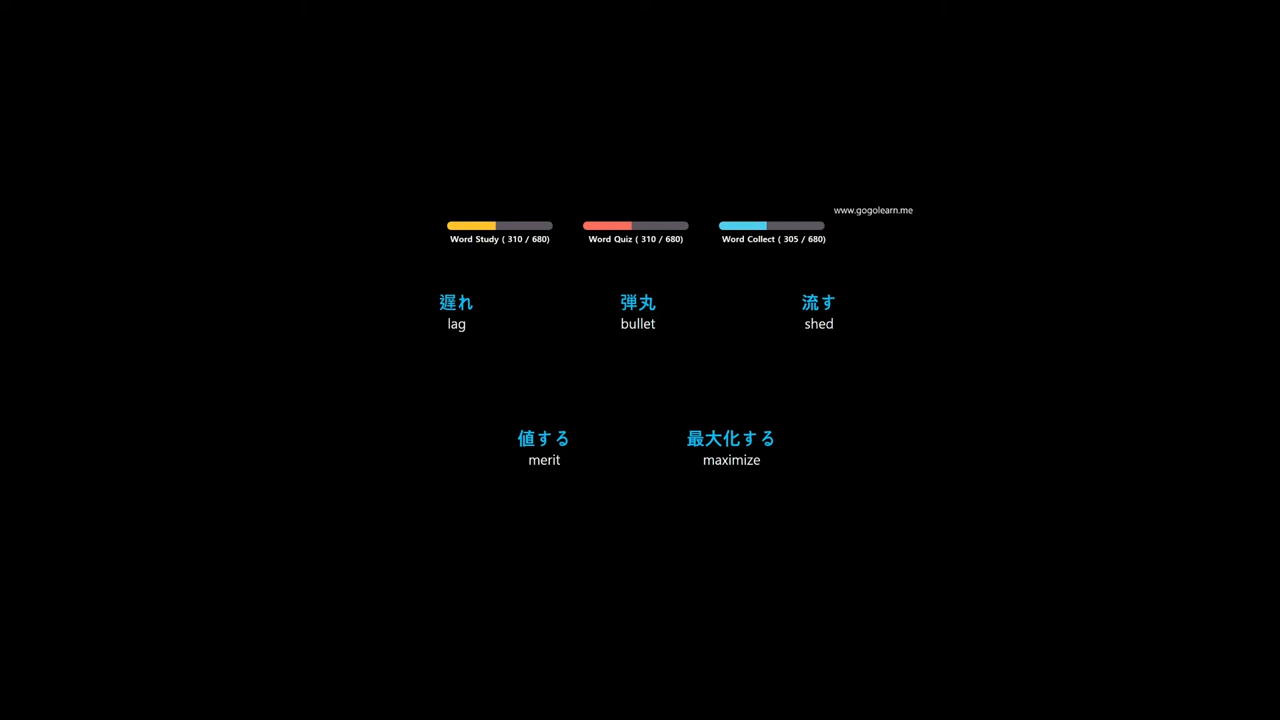 www.gogolearn.me
Word Study ( 310 / 680)
Word Quiz ( 310 / 680)
Word Collect ( 305 / 680)
遅れ
lag
弾丸
bullet
流す
shed
値する
merit
最大化する
maximize